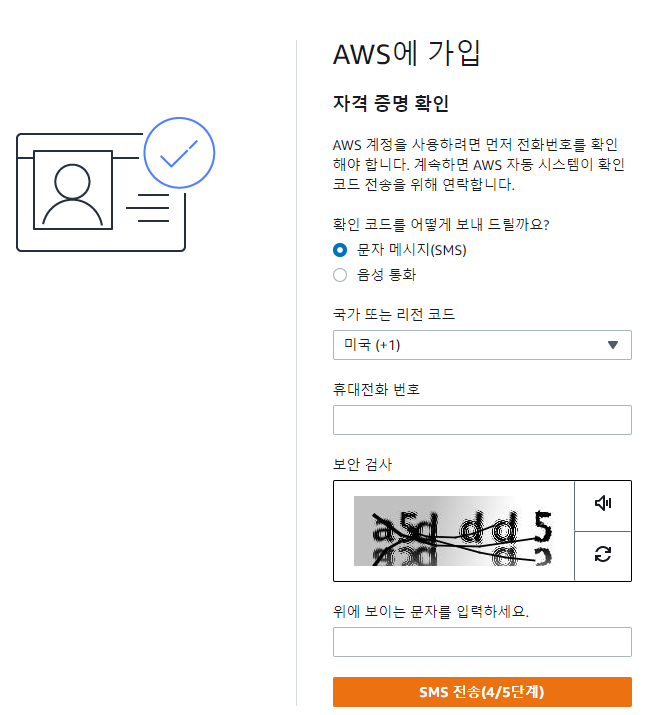 AWS에 가입
자격 증명 확인
AWS 계정을 사용하려면 먼저 전화번호를 확인
해야 합니다. 계속하면 AWS 자동 시스템이 확인
코드 전송을 위해 연락합니다.
확인 코드를 어떻게 보내 드릴까요?
문자 메시지(SMS)
음성 통화
국가 또는 리전 코드
미국 (+1)
휴대전화 번호
보안 검사
위에 보이는 문자를 입력하세요.
SMS 전송(4/5단계)